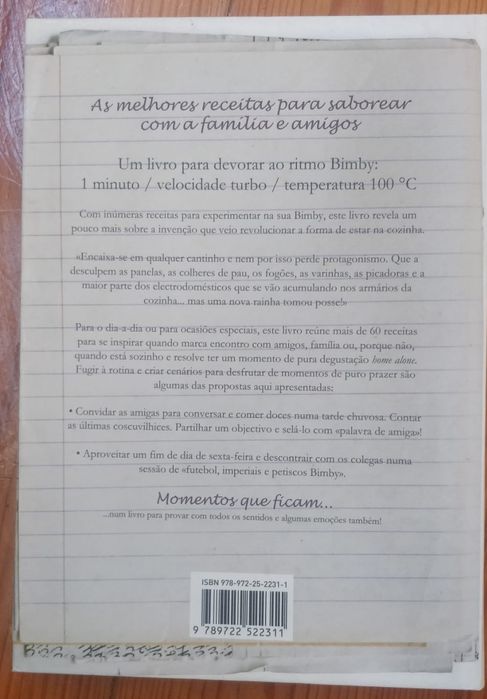 As melhores receitas para saborear
com a família e amigos
Um livro para devorar ao ritmo Bimby:
1 minuto / velocidade turbo / temperatura 100 ºC
Com inúmeras receitas para experimentar na sua Bimby, este livro revela um
pouco mais sobre a invenção que veio revolucionar a forma de estar na cozinha.
«Encaixa-se em qualquer cantinho e nem por isso perde protagonismo. Que a
desculpem as panelas, as colheres de pau, os fogões, as varinhas, as picadoras e a
maior parte dos electrodomésticos que se vão acumulando nos armários da
cozinha... mas uma nova rainha tomou posse!»
Para o dia-a-dia ou para ocasiões especiais, este livro reúne mais de 60 receitas
para se inspirar quando marca encontro com amigos, família ou, porque não,
quando está sozinho e resolve ter um momento de pura degustação home alone.
Fugir à rotina e criar cenários para desfrutar de momentos de puro prazer são
algumas das propostas aqui apresentadas:
• Convidar as amigas para conversar e comer doces numa tarde chuvosa. Contar
as últimas coscuvilhices. Partilhar um objectivo e selá-lo com «palavra de amiga»!
• Aproveitar um fim de dia de sexta-feira e descontrair com os colegas numa
sessão de «futebol, imperiais e petiscos Bimby».
Momentos que ficam...
...num livro para provar com todos os sentidos e algumas emoções também!
ISBN 978-972-25-2231-1
9 789722 522311